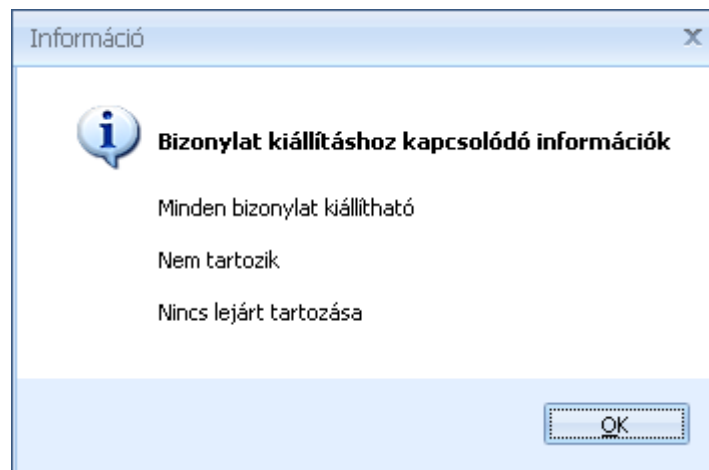 Információ
Bizonylat kiállításhoz kapcsolódó információk
Minden bizonylat kiállítható
Nem tartozik
Nincs lejárt tartozása
OK